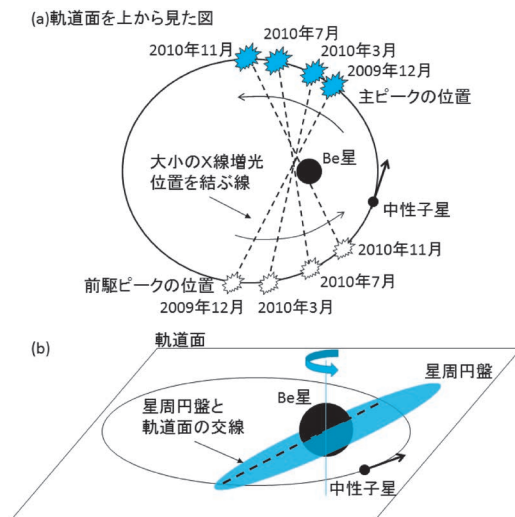 (a)軌道面を上から見た図
2010年11月
2010年7月
2010年3月
2009年12月
主ピークの位置
大小のX線増光
位置を結ぶ線
Be星
中性子星
前駆ピークの位置
2009年12月
2010年3月
2010年7月
2010年11月
(b)
軌道面
星周円盤
Be星
星周円盤と
軌道面の交線
中性子星